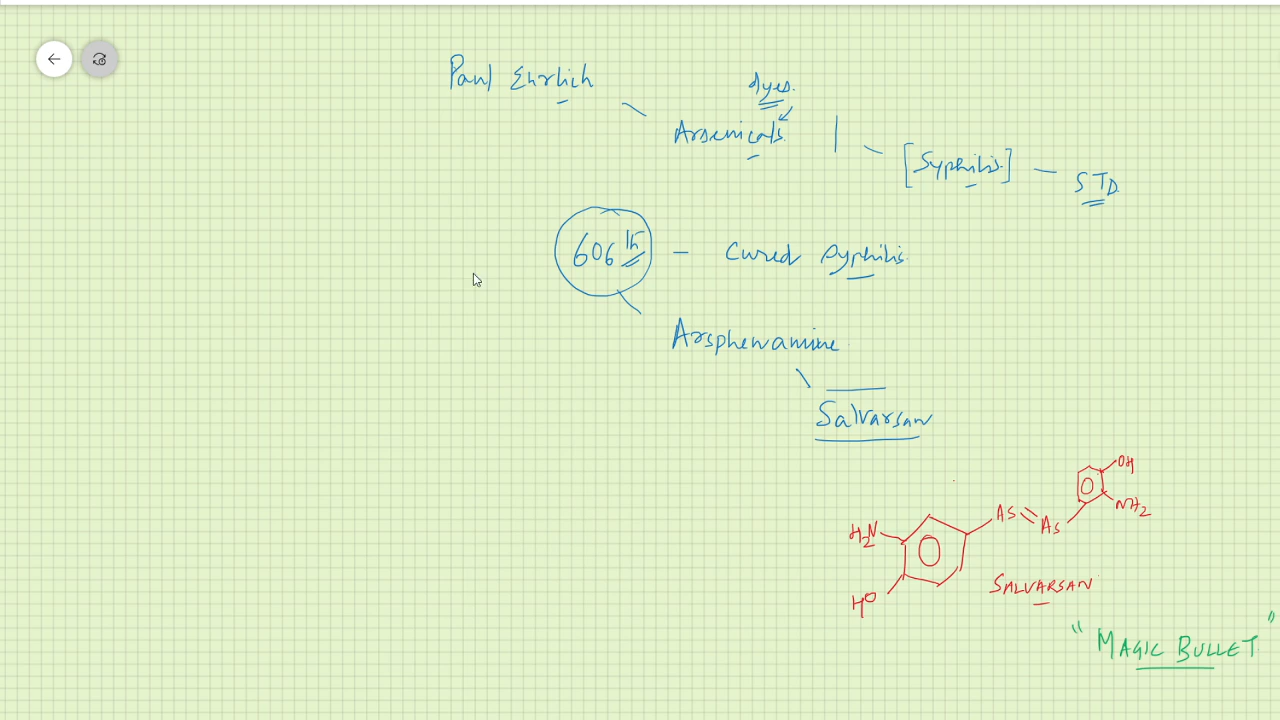 Paul Ehrlich
dyes.
Arsenicals
[Syphilis] - STD
606th - Cured syphilis
Arsphenamine
Salvarsan
OH
NH2
As=As
H2N
HO
SALVARSAN
"MAGIC BULLET"